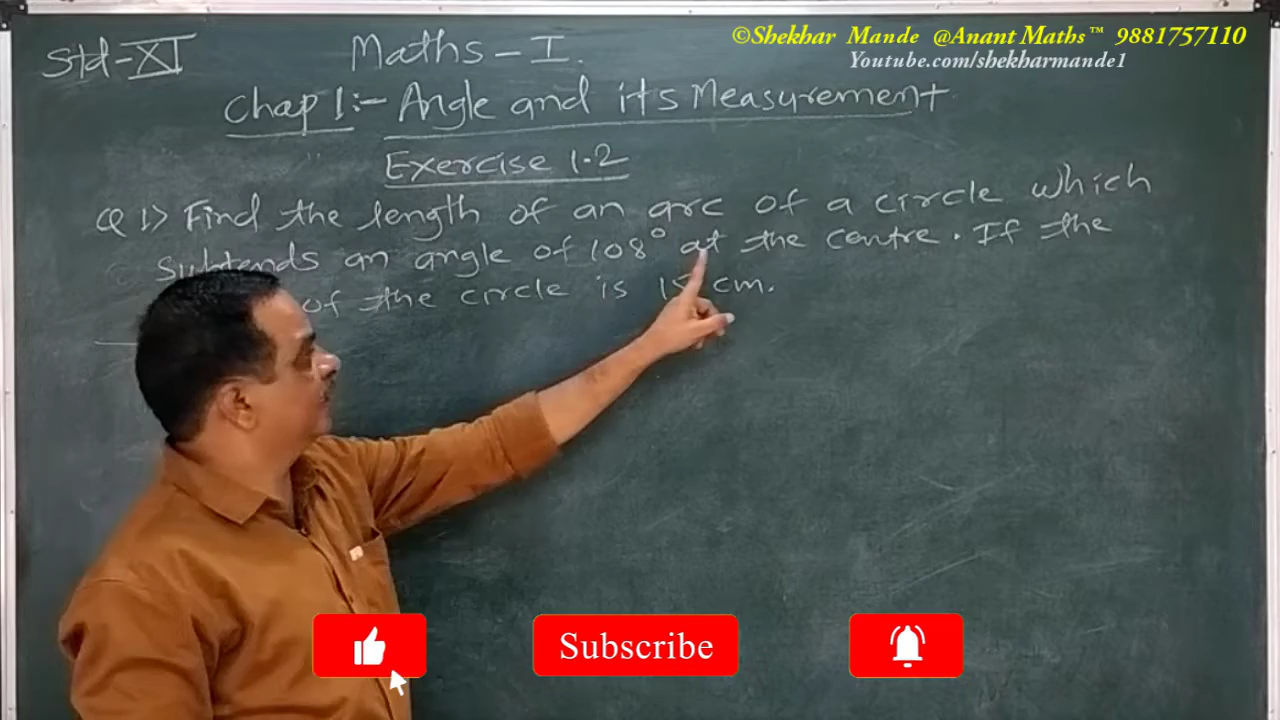 ©Shekhar Mande @Anant Maths™ 9881757110
Youtube.com/shekharmande1
Std-XI Maths-I.
Chap 1:- Angle and its Measurement
Exercise 1.2
Q 1> Find the length of an arc of a circle which
subtends an angle of 108° at the centre. If the
of the circle is cm.
Subscribe